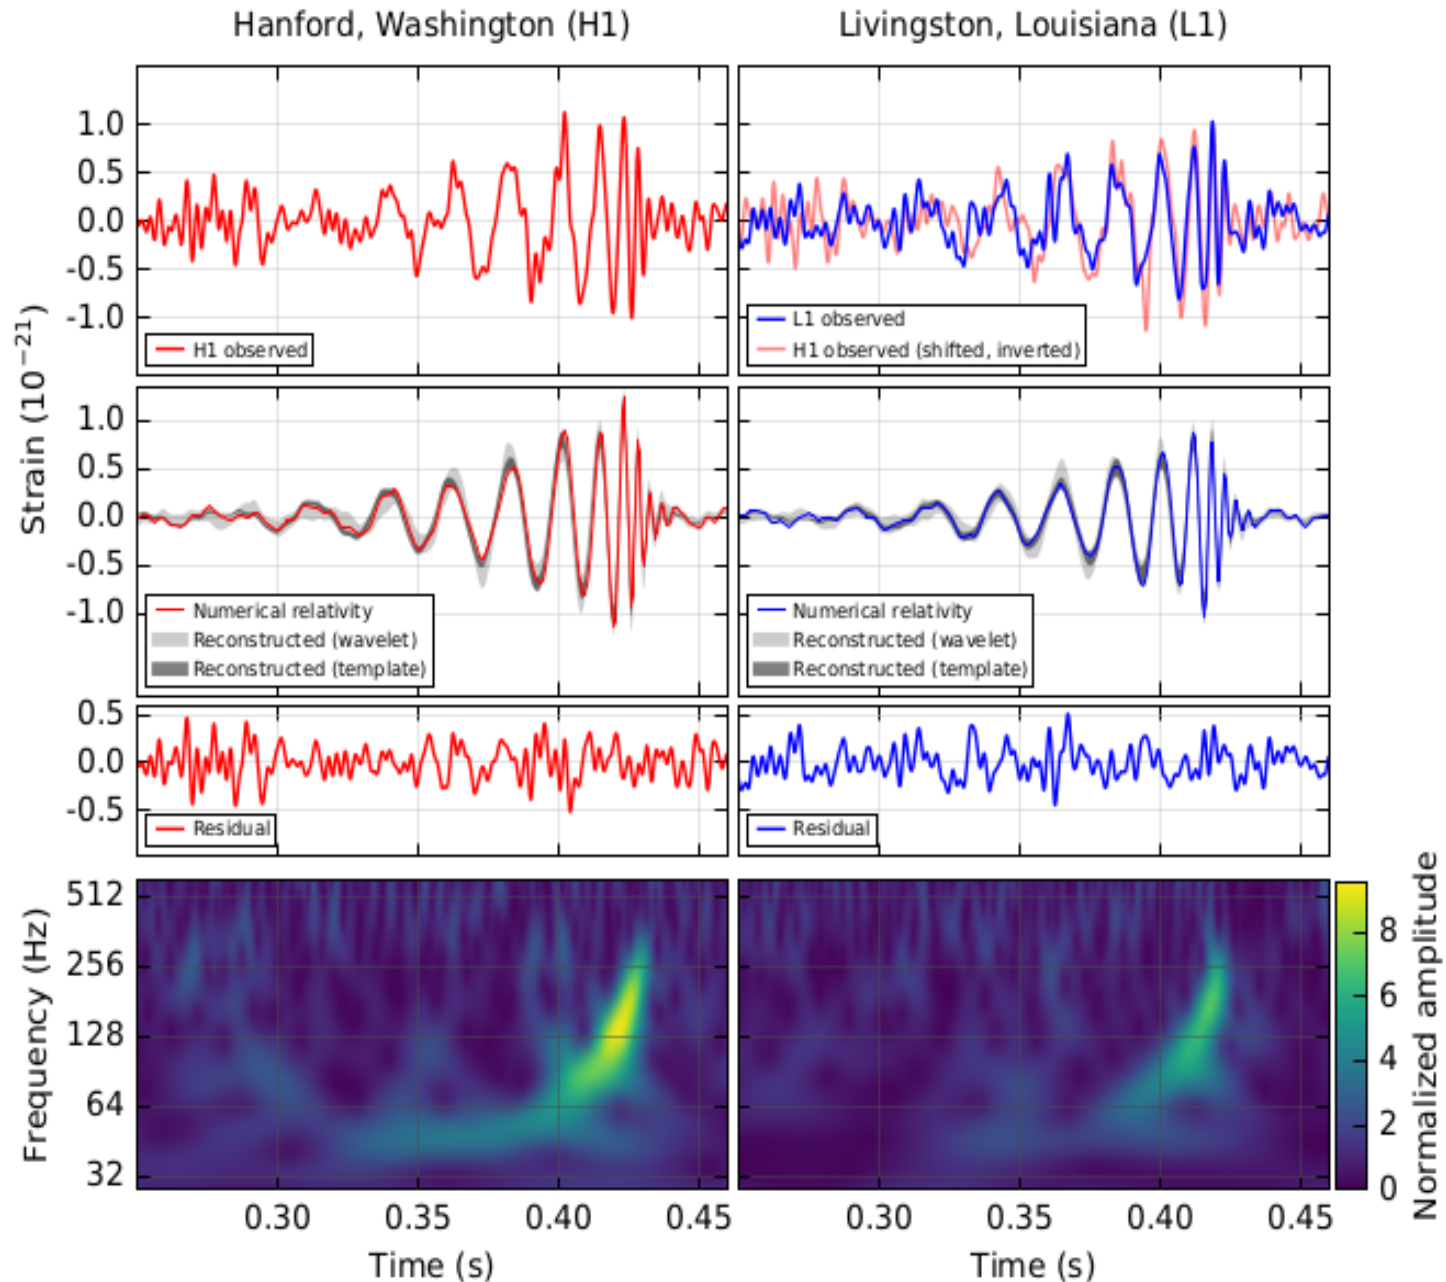 Hanford, Washington (H1)
Livingston, Louisiana (L1)
Strain (10⁻²¹)
1.0
0.5
0.0
-0.5
-1.0
H1 observed
L1 observed
H1 observed (shifted, inverted)
1.0
0.5
0.0
-0.5
-1.0
Numerical relativity
Reconstructed (wavelet)
Reconstructed (template)
Numerical relativity
Reconstructed (wavelet)
Reconstructed (template)
0.5
0.0
-0.5
Residual
Residual
Frequency (Hz)
512
256
128
64
32
Normalized amplitude
8
6
4
2
0
0.30 0.35 0.40 0.45
0.30 0.35 0.40 0.45
Time (s)
Time (s)